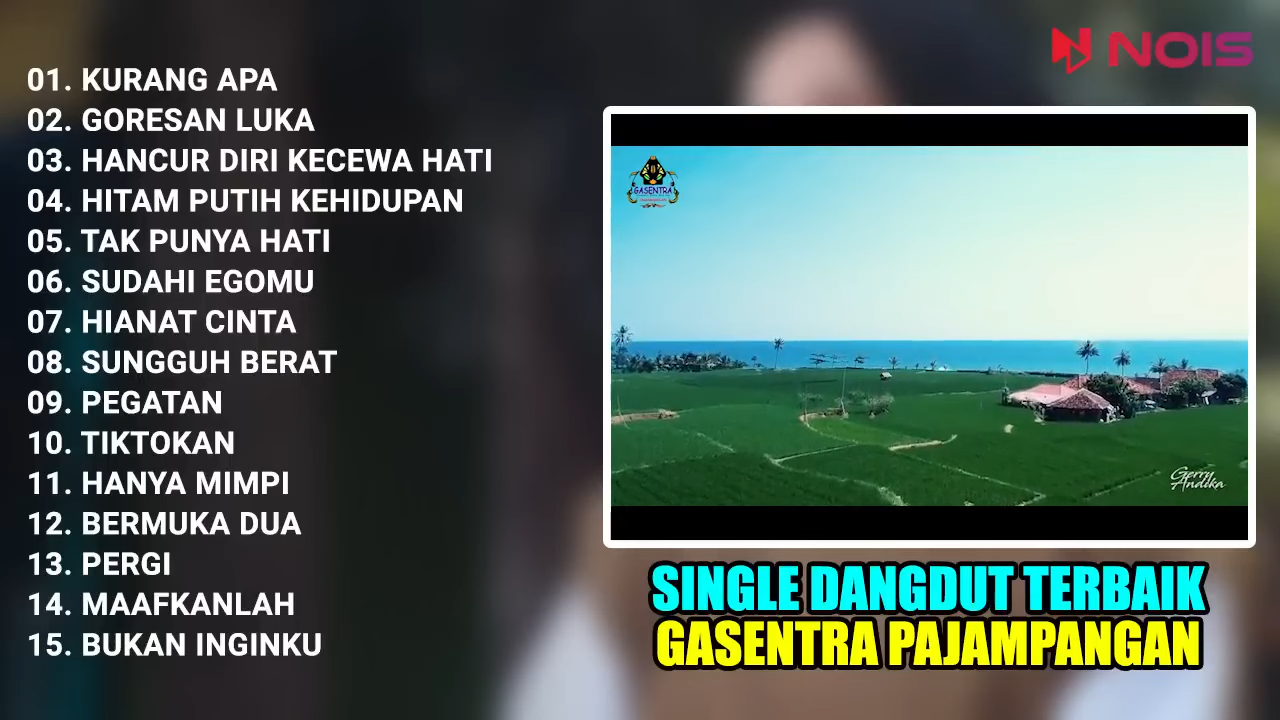 NOIS
01. KURANG APA
02. GORESAN LUKA
03. HANCUR DIRI KECEWA HATI
04. HITAM PUTIH KEHIDUPAN
05. TAK PUNYA HATI
06. SUDAHI EGOMU
07. HIANAT CINTA
08. SUNGGUH BERAT
09. PEGATAN
10. TIKTOKAN
11. HANYA MIMPI
12. BERMUKA DUA
13. PERGI
14. MAAFKANLAH
15. BUKAN INGINKU
GASENTRA
Gerry
Andika
SINGLE DANGDUT TERBAIK
GASENTRA PAJAMPANGAN